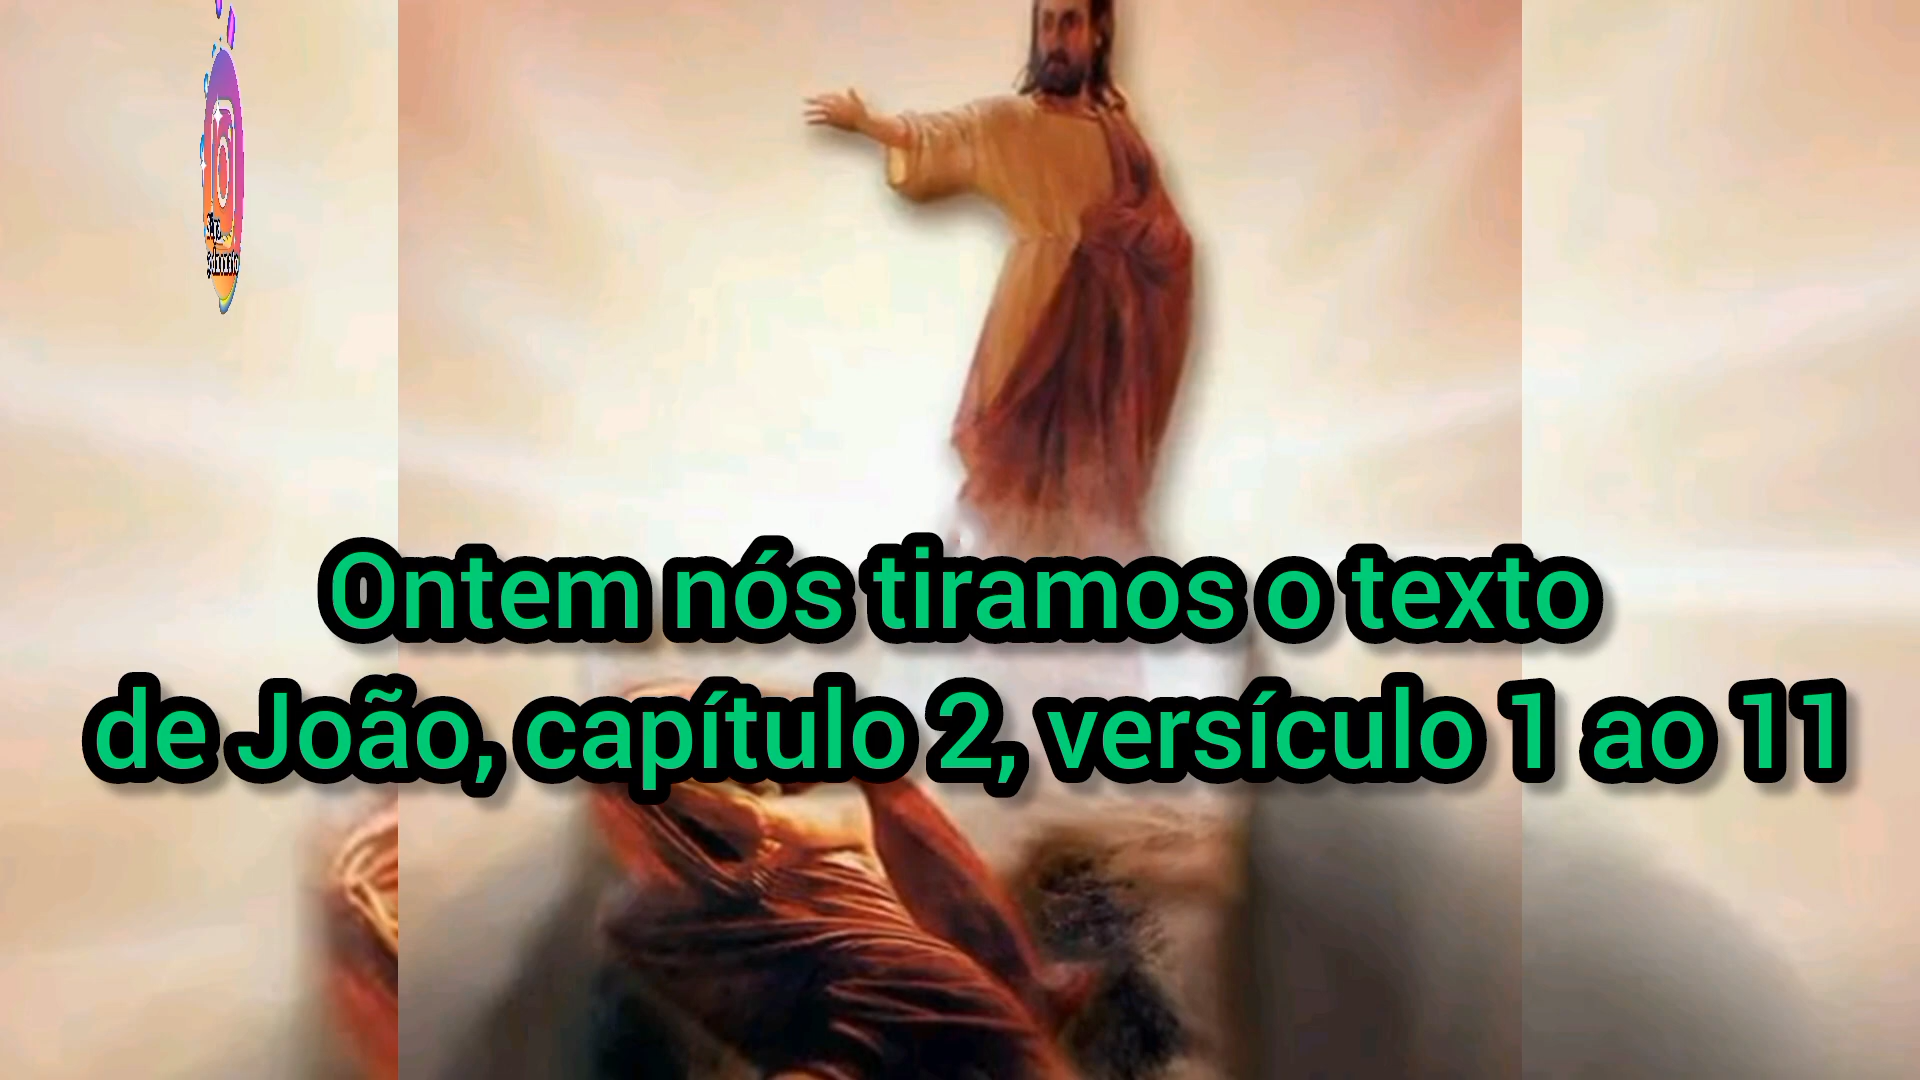 Ontem nós tiramos o texto
de João, capítulo 2, versículo 1 ao 11